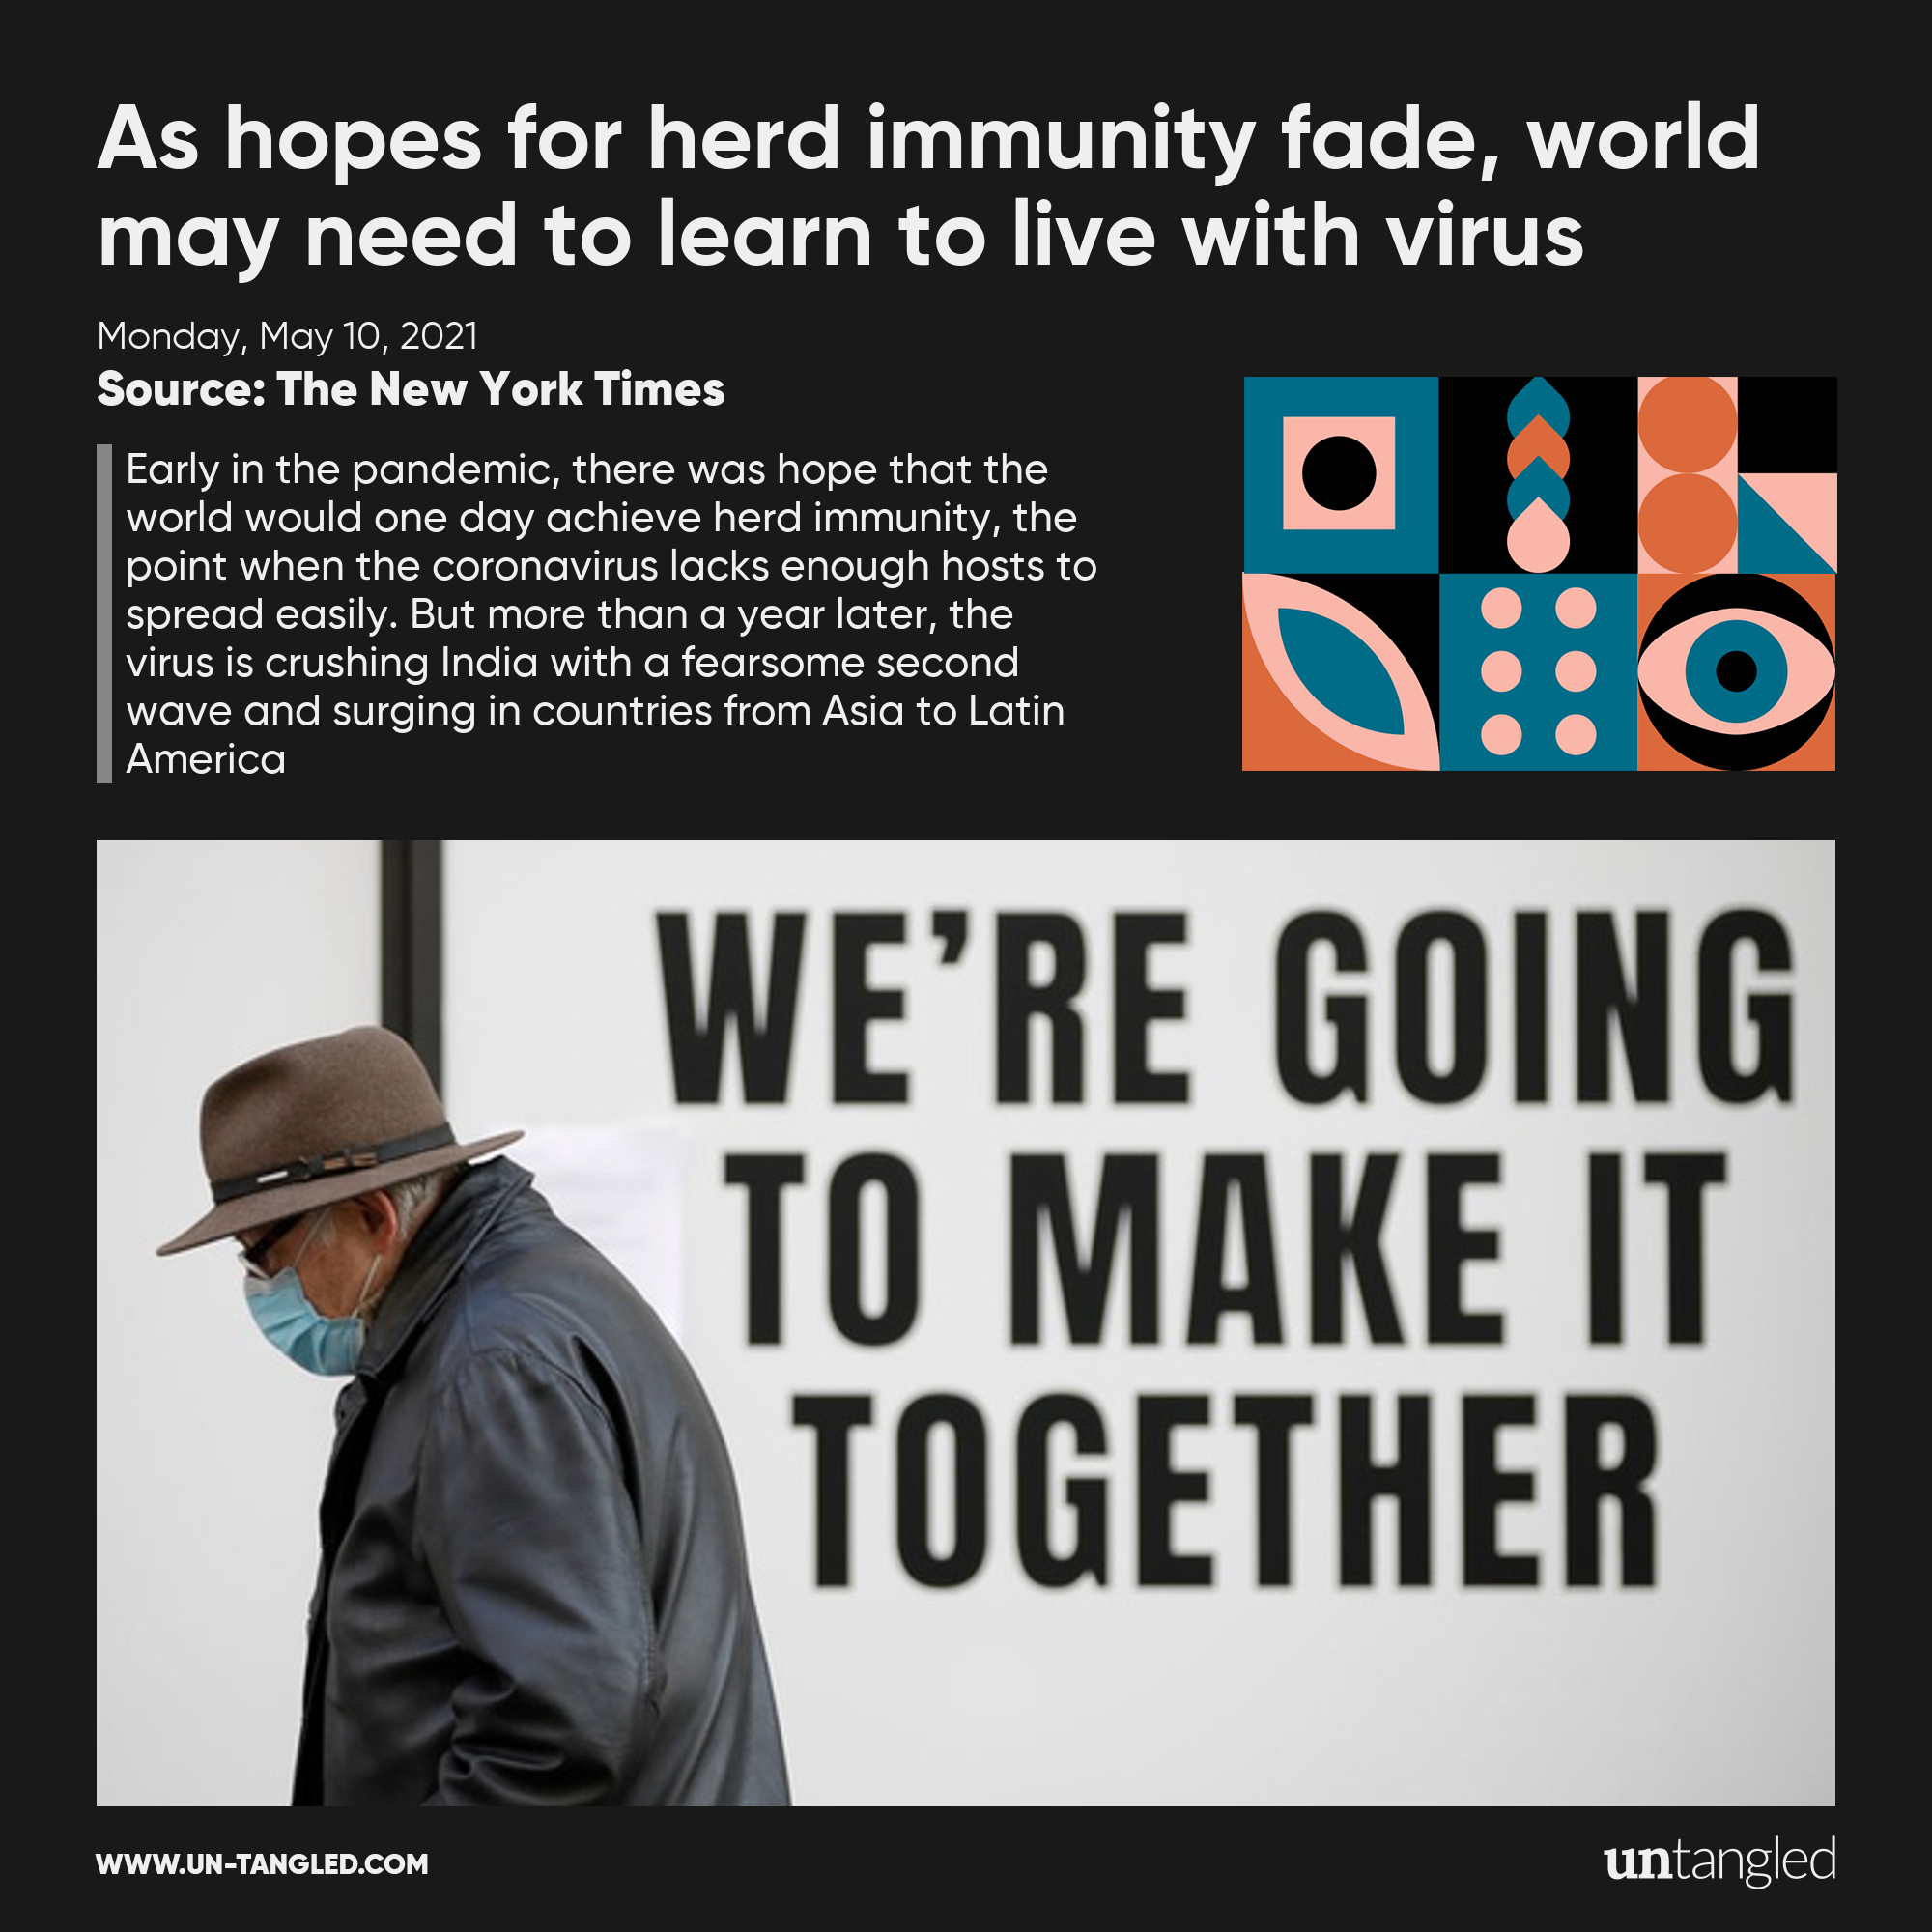 As hopes for herd immunity fade, world
may need to learn to live with virus
Monday, May 10, 2021
Source: The New York Times
Early in the pandemic, there was hope that the
world would one day achieve herd immunity, the
point when the coronavirus lacks enough hosts to
spread easily. But more than a year later, the
virus is crushing India with a fearsome second
wave and surging in countries from Asia to Latin
America
WE'RE GOING
TO MAKE IT
TOGETHER
WWW.UN-TANGLED.COM
untangled